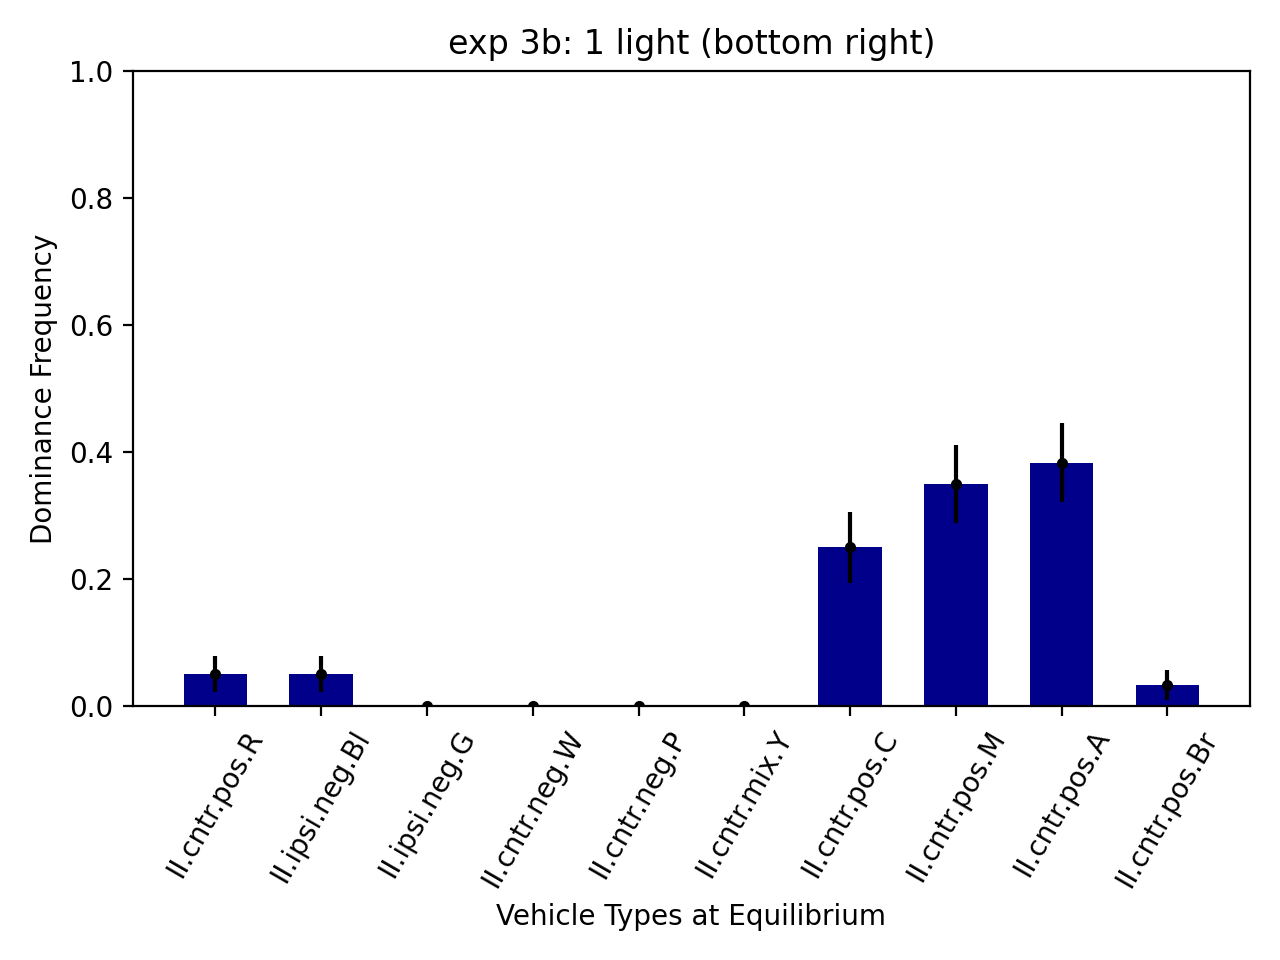 exp 3b: 1 light (bottom right)
1.0
0.8
0.6
0.4
0.2
0.0
Dominance Frequency
II.cntr.pos.R
II.ipsi.neg.Bl
II.ipsi.neg.G
II.cntr.neg.W
II.cntr.neg.P
II.cntr.mix.Y
II.cntr.pos.C
II.cntr.pos.M
II.cntr.pos.A
II.cntr.pos.Br
Vehicle Types at Equilibrium